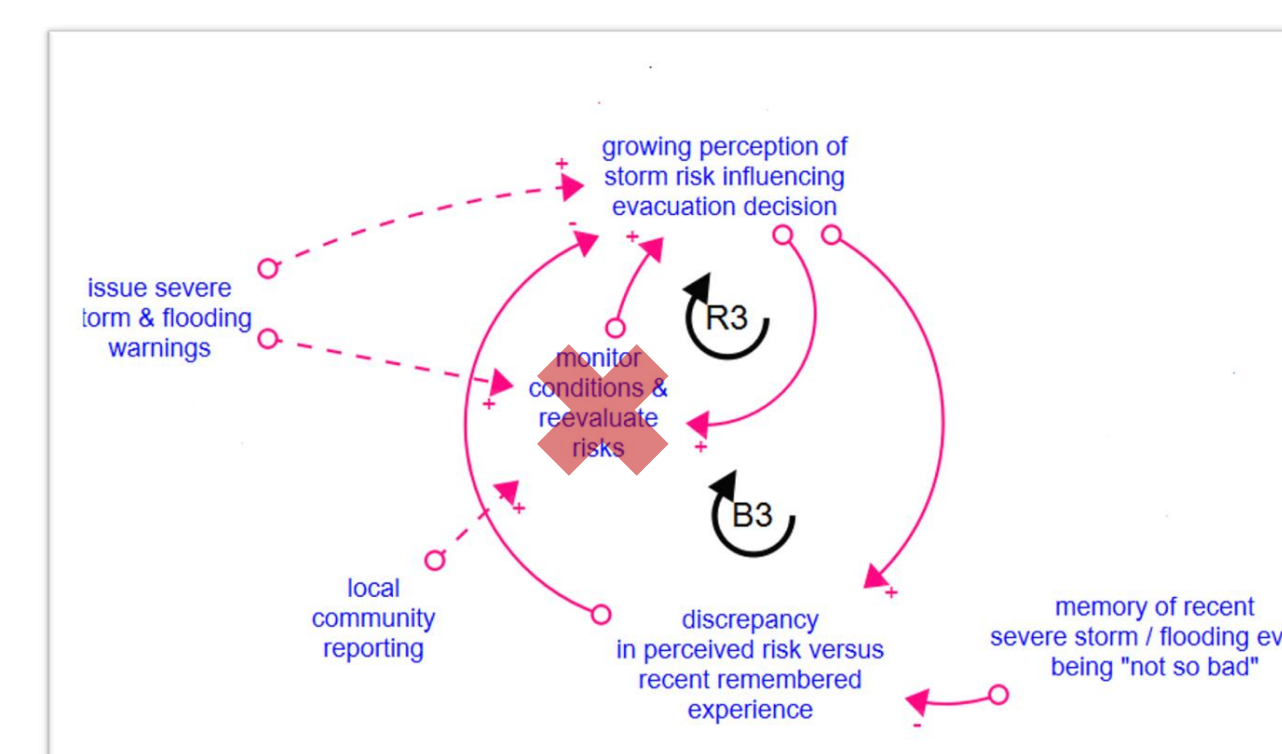 growing perception of
storm risk influencing
evacuation decision
+
-
+
issue severe
torm & flooding
warnings
R3
monitor
conditions &
reevaluate
risks
+
+
B3
+
local
community
reporting
+
discrepancy
in perceived risk versus
recent remembered
experience
memory of recent
severe storm / flooding ev
being "not so bad"
-